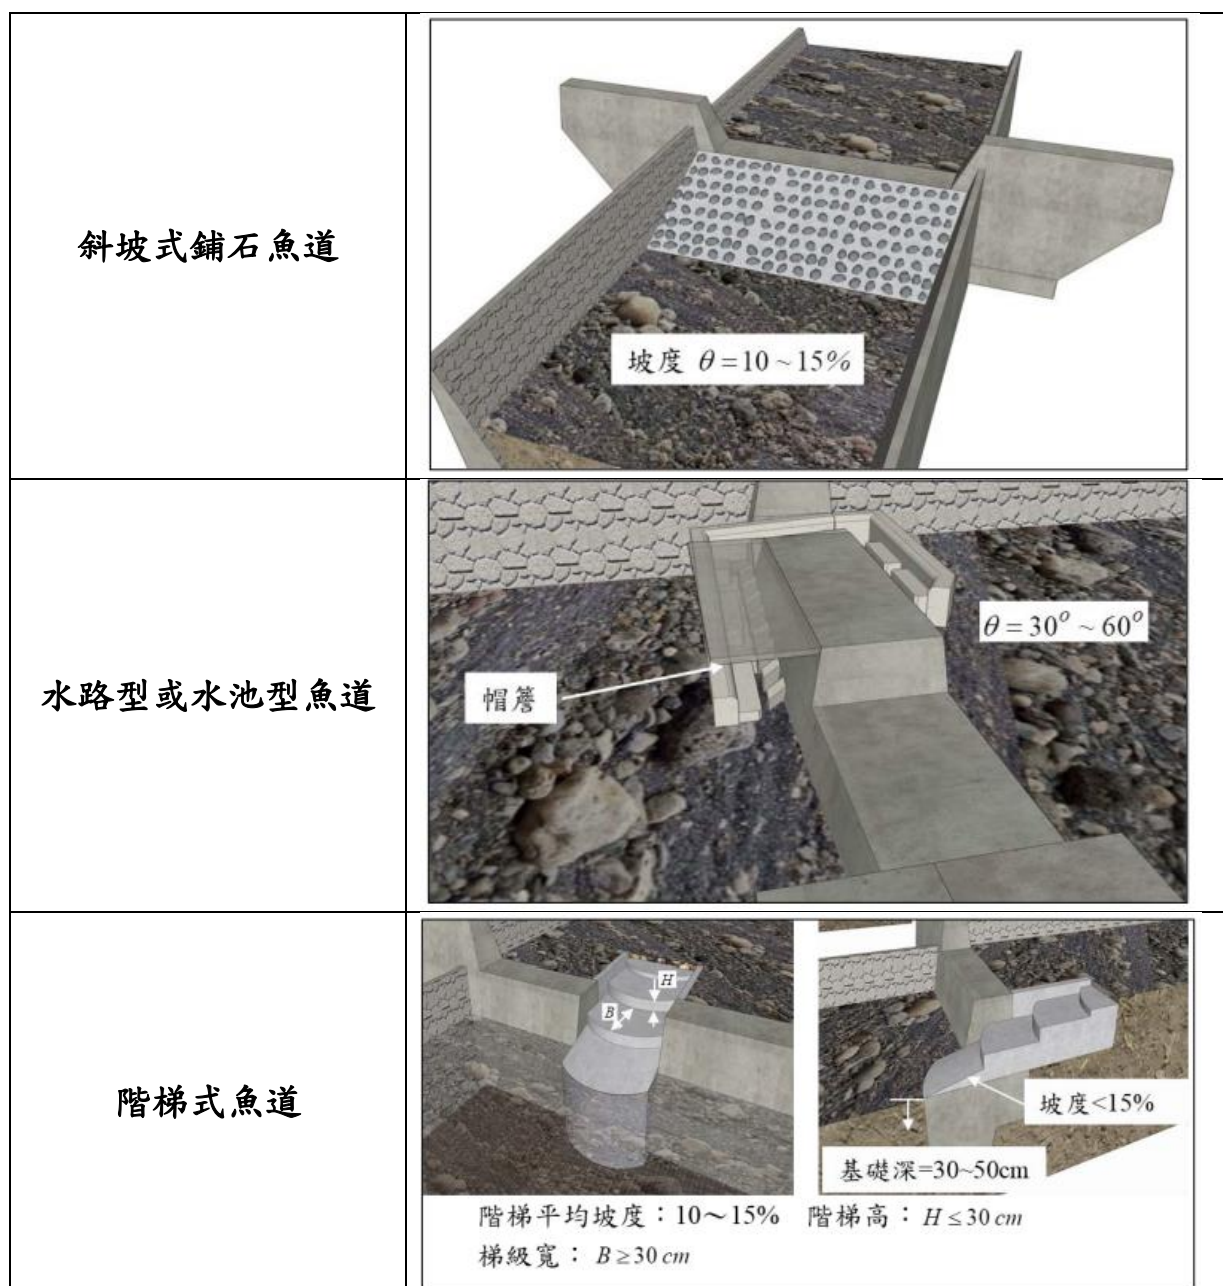 斜坡式鋪石魚道
坡度 θ=10~15%
水路型或水池型魚道
θ=30°~60°
帽簷
階梯式魚道
H
B
坡度<15%
基礎深=30~50cm
階梯平均坡度：10～15% 階梯高：H≤30 cm
梯級寬：B≥30 cm